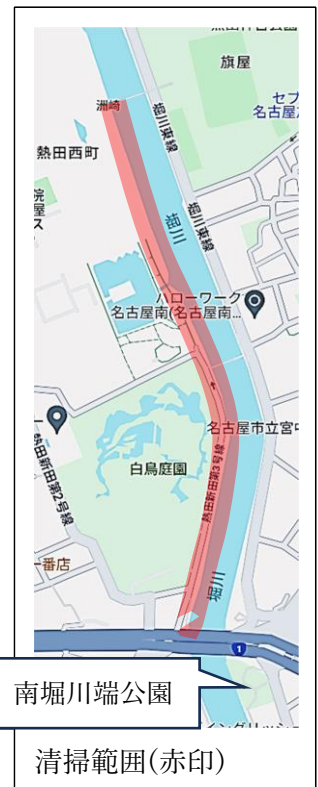 旗屋
洲崎
セブ
名古屋
堀川東線
熱田西町
院
屋
ス
堀川
堀川東線
ハローワーク
名古屋南(名古屋南...
名古屋市立宮中
熱田新田第2号線
熱田新田第3号線
白鳥庭園
一番店
堀川
1
南堀川端公園
清掃範囲(赤印)